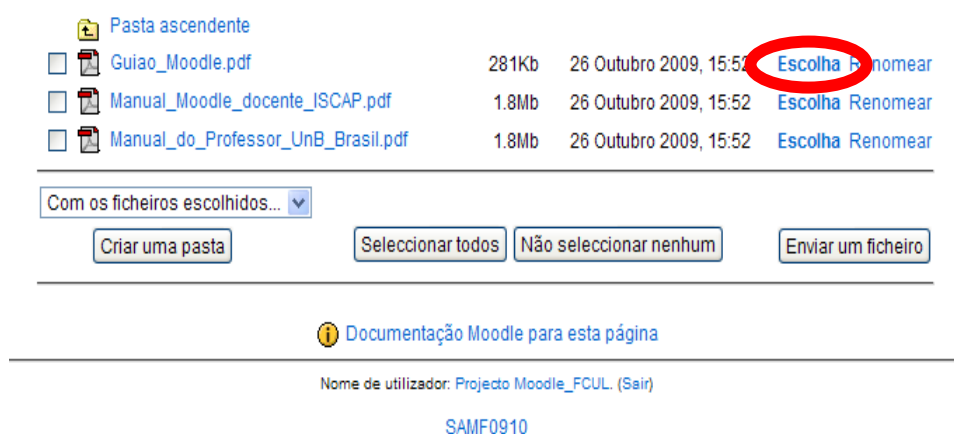 Pasta ascendente
Guiao_Moodle.pdf 281Kb 26 Outubro 2009, 15:52 Escolha Renomear
Manual_Moodle_docente_ISCAP.pdf 1.8Mb 26 Outubro 2009, 15:52 Escolha Renomear
Manual_do_Professor_UnB_Brasil.pdf 1.8Mb 26 Outubro 2009, 15:52 Escolha Renomear
Com os ficheiros escolhidos...
Criar uma pasta Seleccionar todos Não seleccionar nenhum Enviar um ficheiro
Documentação Moodle para esta página
Nome de utilizador: Projecto Moodle_FCUL. (Sair)
SAMF0910